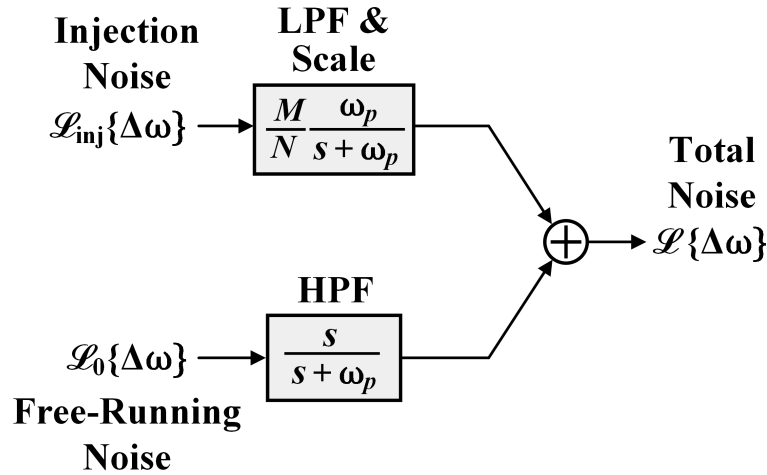 Injection
Noise
ℒinj{Δω}
LPF &
Scale
M/N ωp/(s + ωp)
Total
Noise
ℒ{Δω}
HPF
s/(s + ωp)
ℒ0{Δω}
Free-Running
Noise